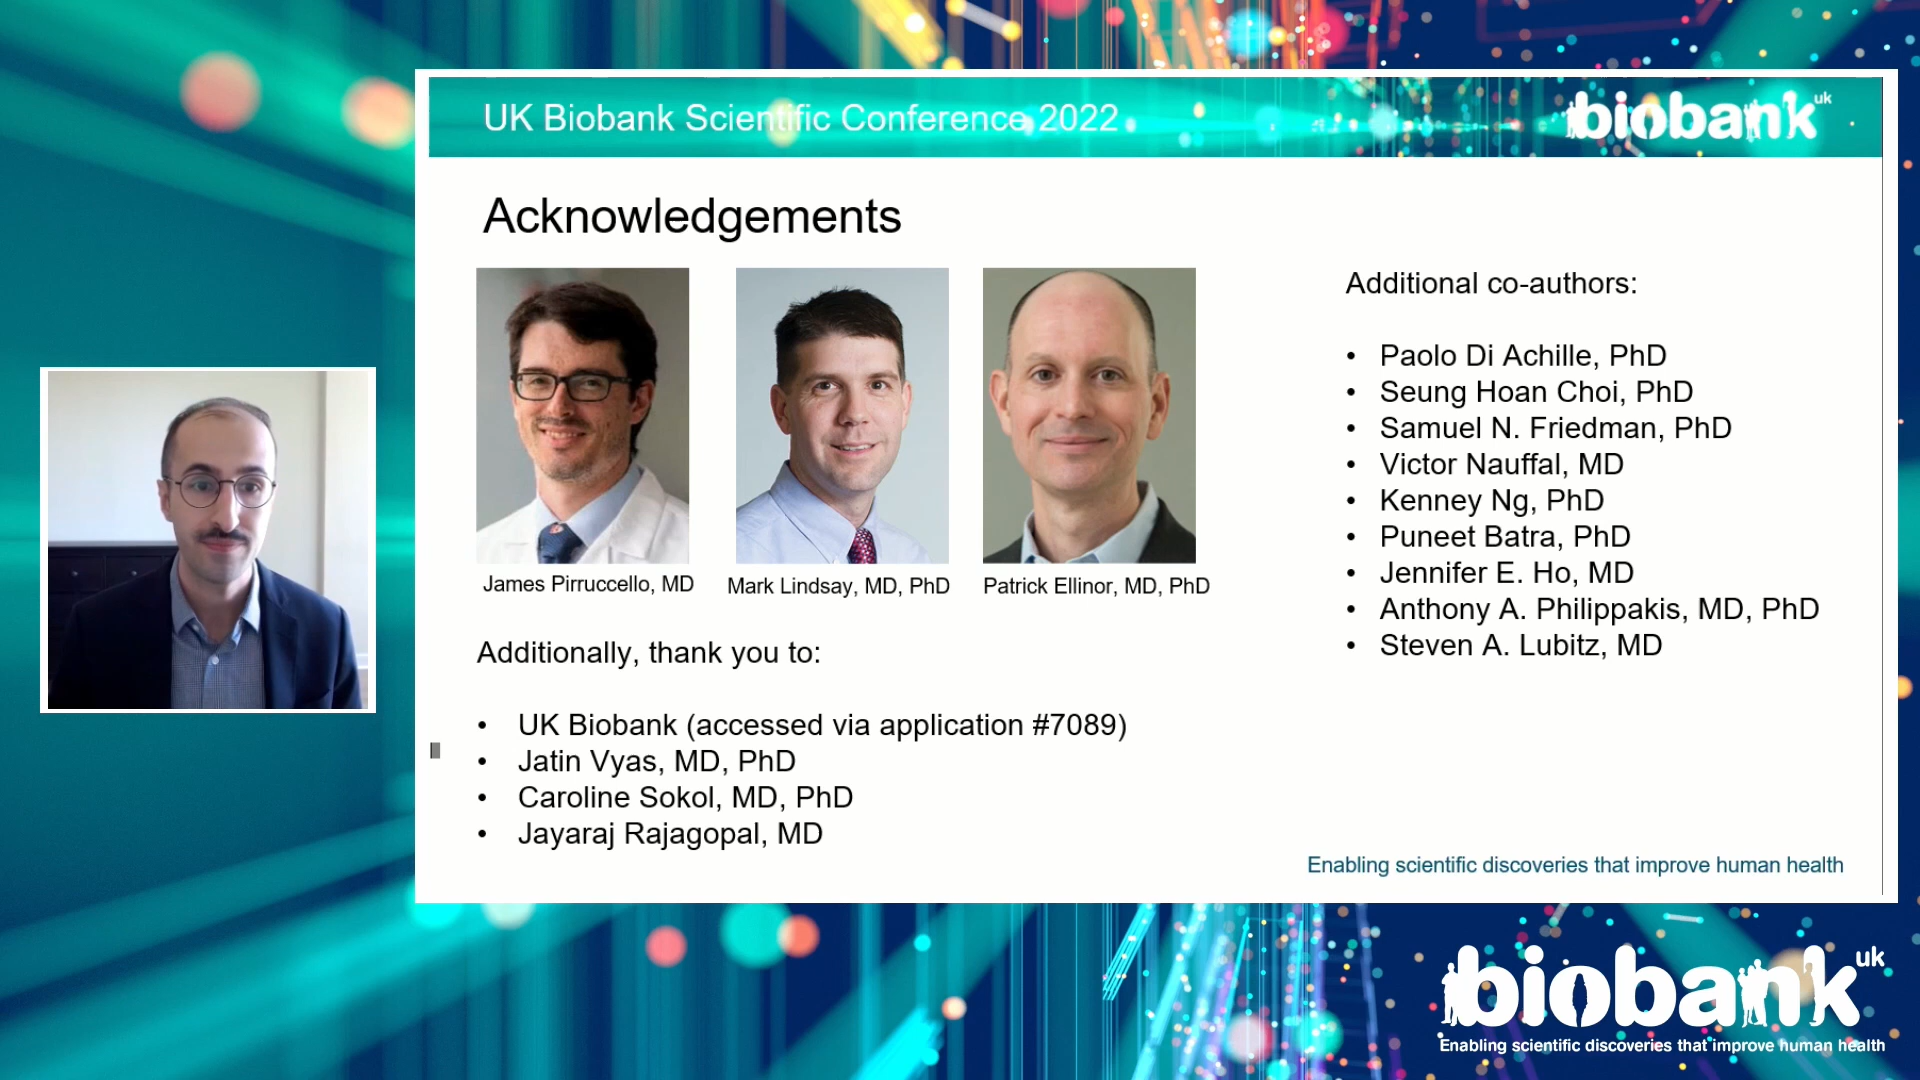 UK Biobank Scientific Conference 2022
biobank uk
Acknowledgements
James Pirruccello, MD
Mark Lindsay, MD, PhD
Patrick Ellinor, MD, PhD
Additionally, thank you to:
• UK Biobank (accessed via application #7089)
• Jatin Vyas, MD, PhD
• Caroline Sokol, MD, PhD
• Jayaraj Rajagopal, MD
Additional co-authors:
• Paolo Di Achille, PhD
• Seung Hoan Choi, PhD
• Samuel N. Friedman, PhD
• Victor Nauffal, MD
• Kenney Ng, PhD
• Puneet Batra, PhD
• Jennifer E. Ho, MD
• Anthony A. Philippakis, MD, PhD
• Steven A. Lubitz, MD
Enabling scientific discoveries that improve human health
biobank uk
Enabling scientific discoveries that improve human health